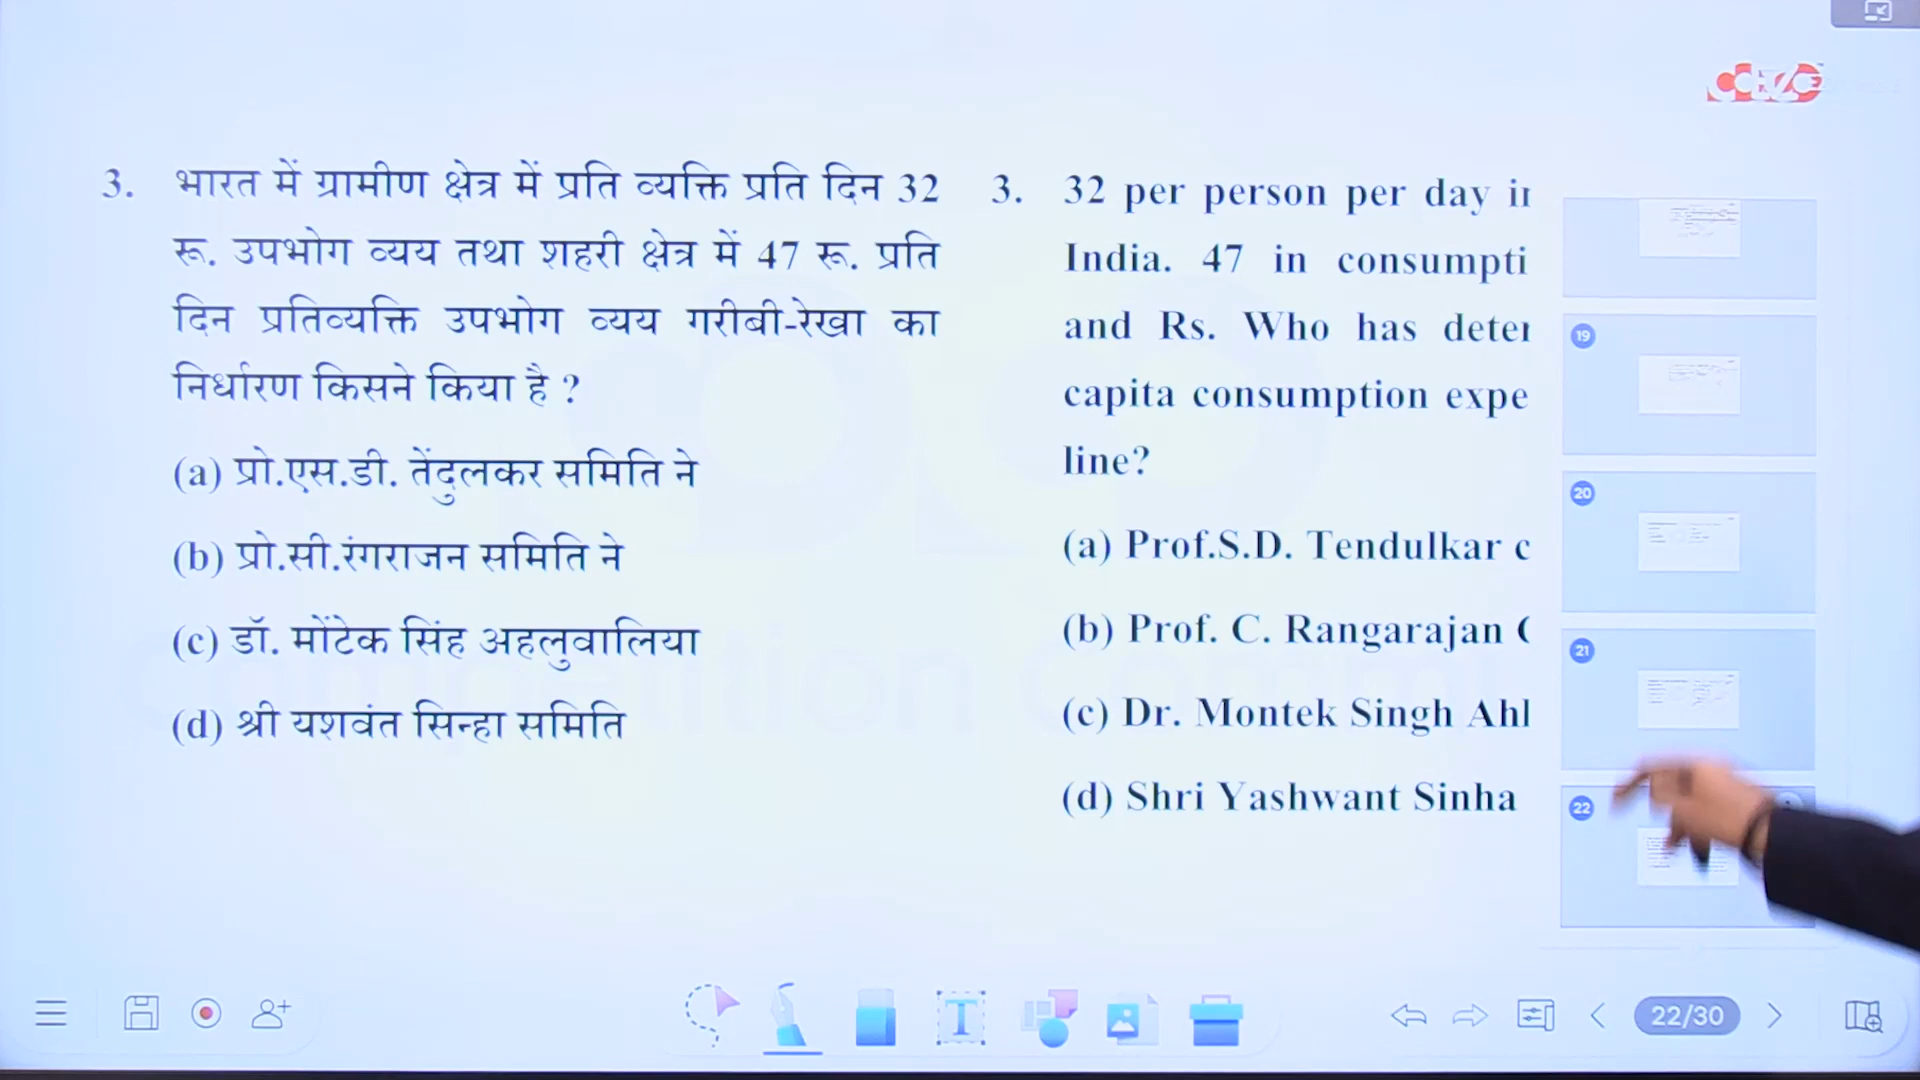 3. भारत में ग्रामीण क्षेत्र में प्रति व्यक्ति प्रति दिन 32
रू. उपभोग व्यय तथा शहरी क्षेत्र में 47 रू. प्रति
दिन प्रतिव्यक्ति उपभोग व्यय गरीबी-रेखा का
निर्धारण किसने किया है ?
(a) प्रो.एस.डी. तेंदुलकर समिति ने
(b) प्रो.सी.रंगराजन समिति ने
(c) डॉ. मोंटेक सिंह अहलुवालिया
(d) श्री यशवंत सिन्हा समिति
3. 32 per person per day in
India. 47 in consumpti
and Rs. Who has deter
capita consumption expe
line?
(a) Prof.S.D. Tendulkar c
(b) Prof. C. Rangarajan
(c) Dr. Montek Singh Ahl
(d) Shri Yashwant Sinha
19
20
21
22
22/30